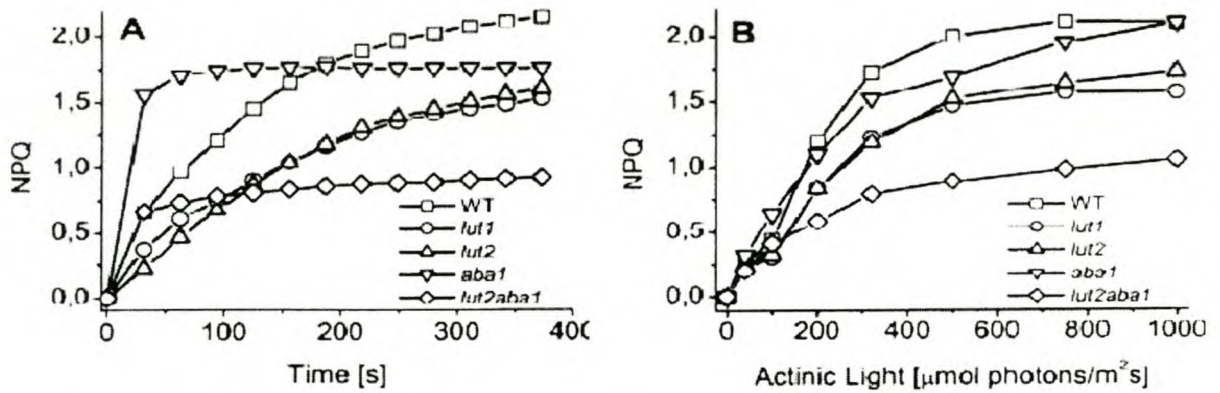 A
NPQ
2,0
1,5
1,0
0,5
0,0
WT
lut1
lut2
aba1
lut2aba1
0
100
200
300
400
Time [s]
B
NPQ
2,0
1,5
1,0
0,5
0,0
WT
lut1
lut2
aba1
lut2aba1
0
200
400
600
800
1000
Actinic Light [μmol photons/m²s]